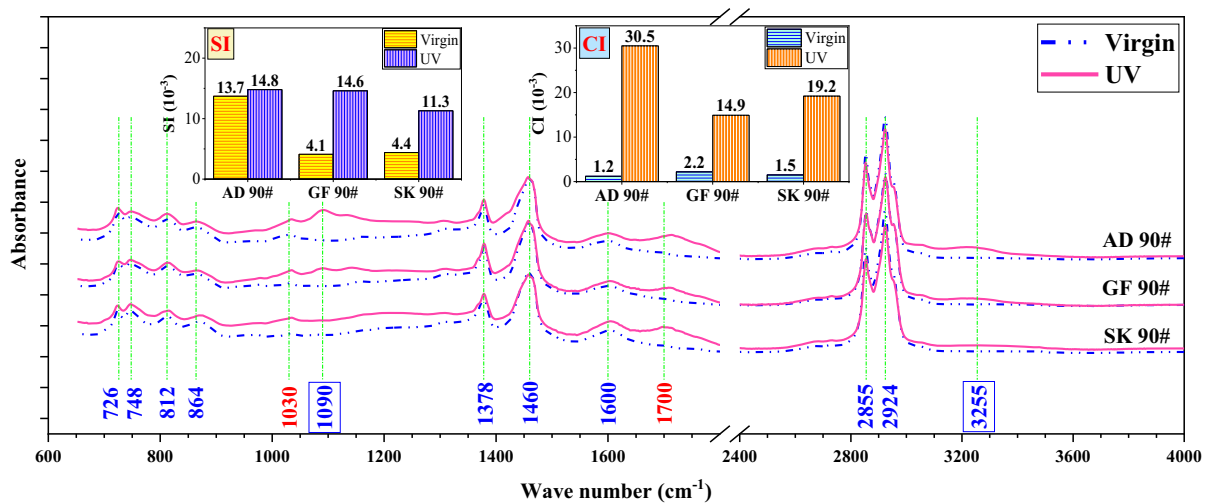 SI
Virgin
UV
SI (10⁻³)
20
10
0
13.7
14.8
4.1
14.6
4.4
11.3
AD 90#
GF 90#
SK 90#
CI
Virgin
UV
CI (10⁻³)
30
20
10
0
1.2
30.5
2.2
14.9
1.5
19.2
AD 90#
GF 90#
SK 90#
Virgin
UV
Absorbance
AD 90#
GF 90#
SK 90#
726
748
812
864
1030
1090
1378
1460
1600
1700
2855
2924
3255
600
800
1000
1200
1400
1600
2400
2800
3200
3600
4000
Wave number (cm⁻¹)